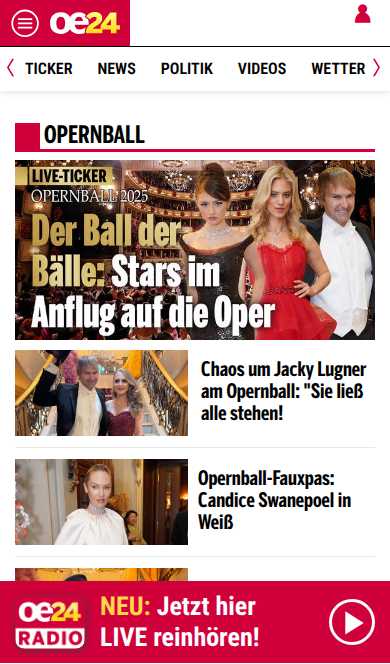 oe24
TICKER NEWS POLITIK VIDEOS WETTER
OPERNBALL
LIVE-TICKER
OPERNBALL 2025
Der Ball der
Bälle: Stars im
Anflug auf die Oper
Chaos um Jacky Lugner
am Opernball: "Sie ließ
alle stehen!
Opernball-Fauxpas:
Candice Swanepoel in
Weiß
oe24
RADIO
NEU: Jetzt hier
LIVE reinhören!